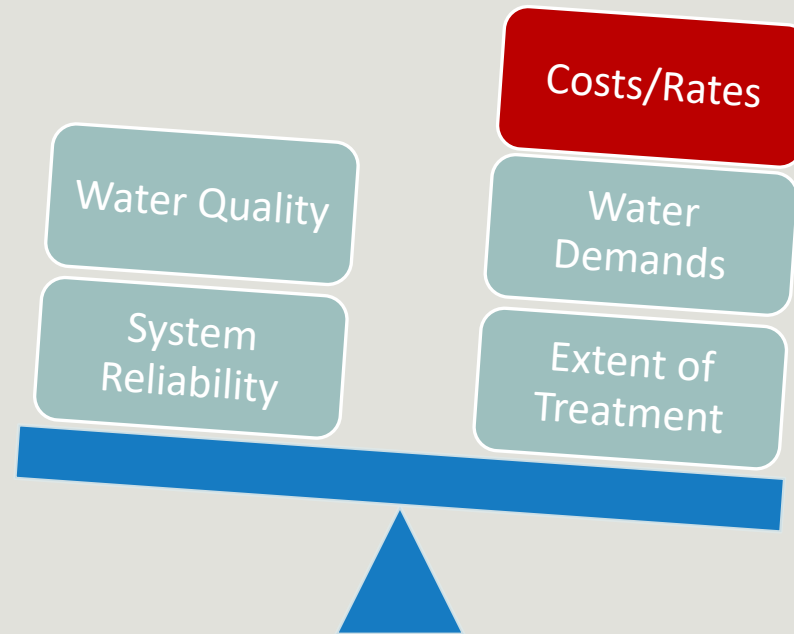 Water Quality
System
Reliability
Costs/Rates
Water
Demands
Extent of
Treatment